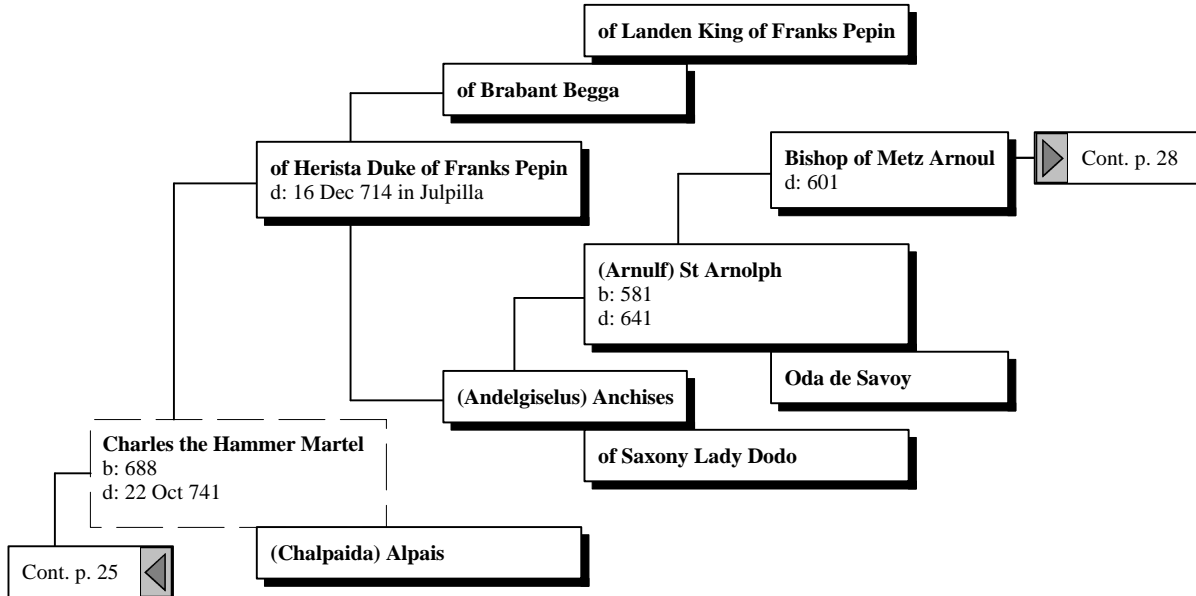 of Landen King of Franks Pepin
of Brabant Begga
of Herista Duke of Franks Pepin
d: 16 Dec 714 in Julpilla
Bishop of Metz Arnoul
d: 601
Cont. p. 28
(Arnulf) St Arnolph
b: 581
d: 641
Oda de Savoy
(Andelgiselus) Anchises
of Saxony Lady Dodo
Charles the Hammer Martel
b: 688
d: 22 Oct 741
(Chalpaida) Alpais
Cont. p. 25